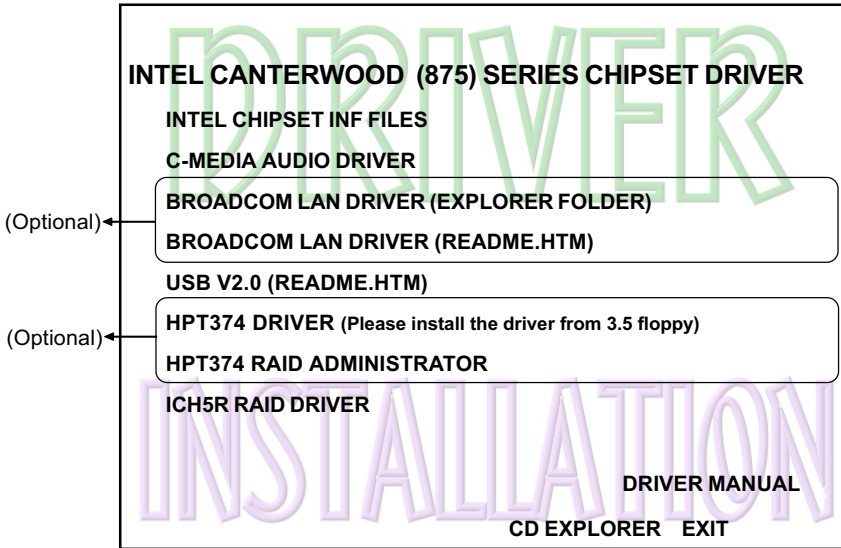 DRIVER
INTEL CANTERWOOD (875) SERIES CHIPSET DRIVER
INTEL CHIPSET INF FILES
C-MEDIA AUDIO DRIVER
(Optional)
BROADCOM LAN DRIVER (EXPLORER FOLDER)
BROADCOM LAN DRIVER (README.HTM)
USB V2.0 (README.HTM)
(Optional)
HPT374 DRIVER (Please install the driver from 3.5 floppy)
HPT374 RAID ADMINISTRATOR
ICH5R RAID DRIVER
INSTALLATION
DRIVER MANUAL
CD EXPLORER EXIT